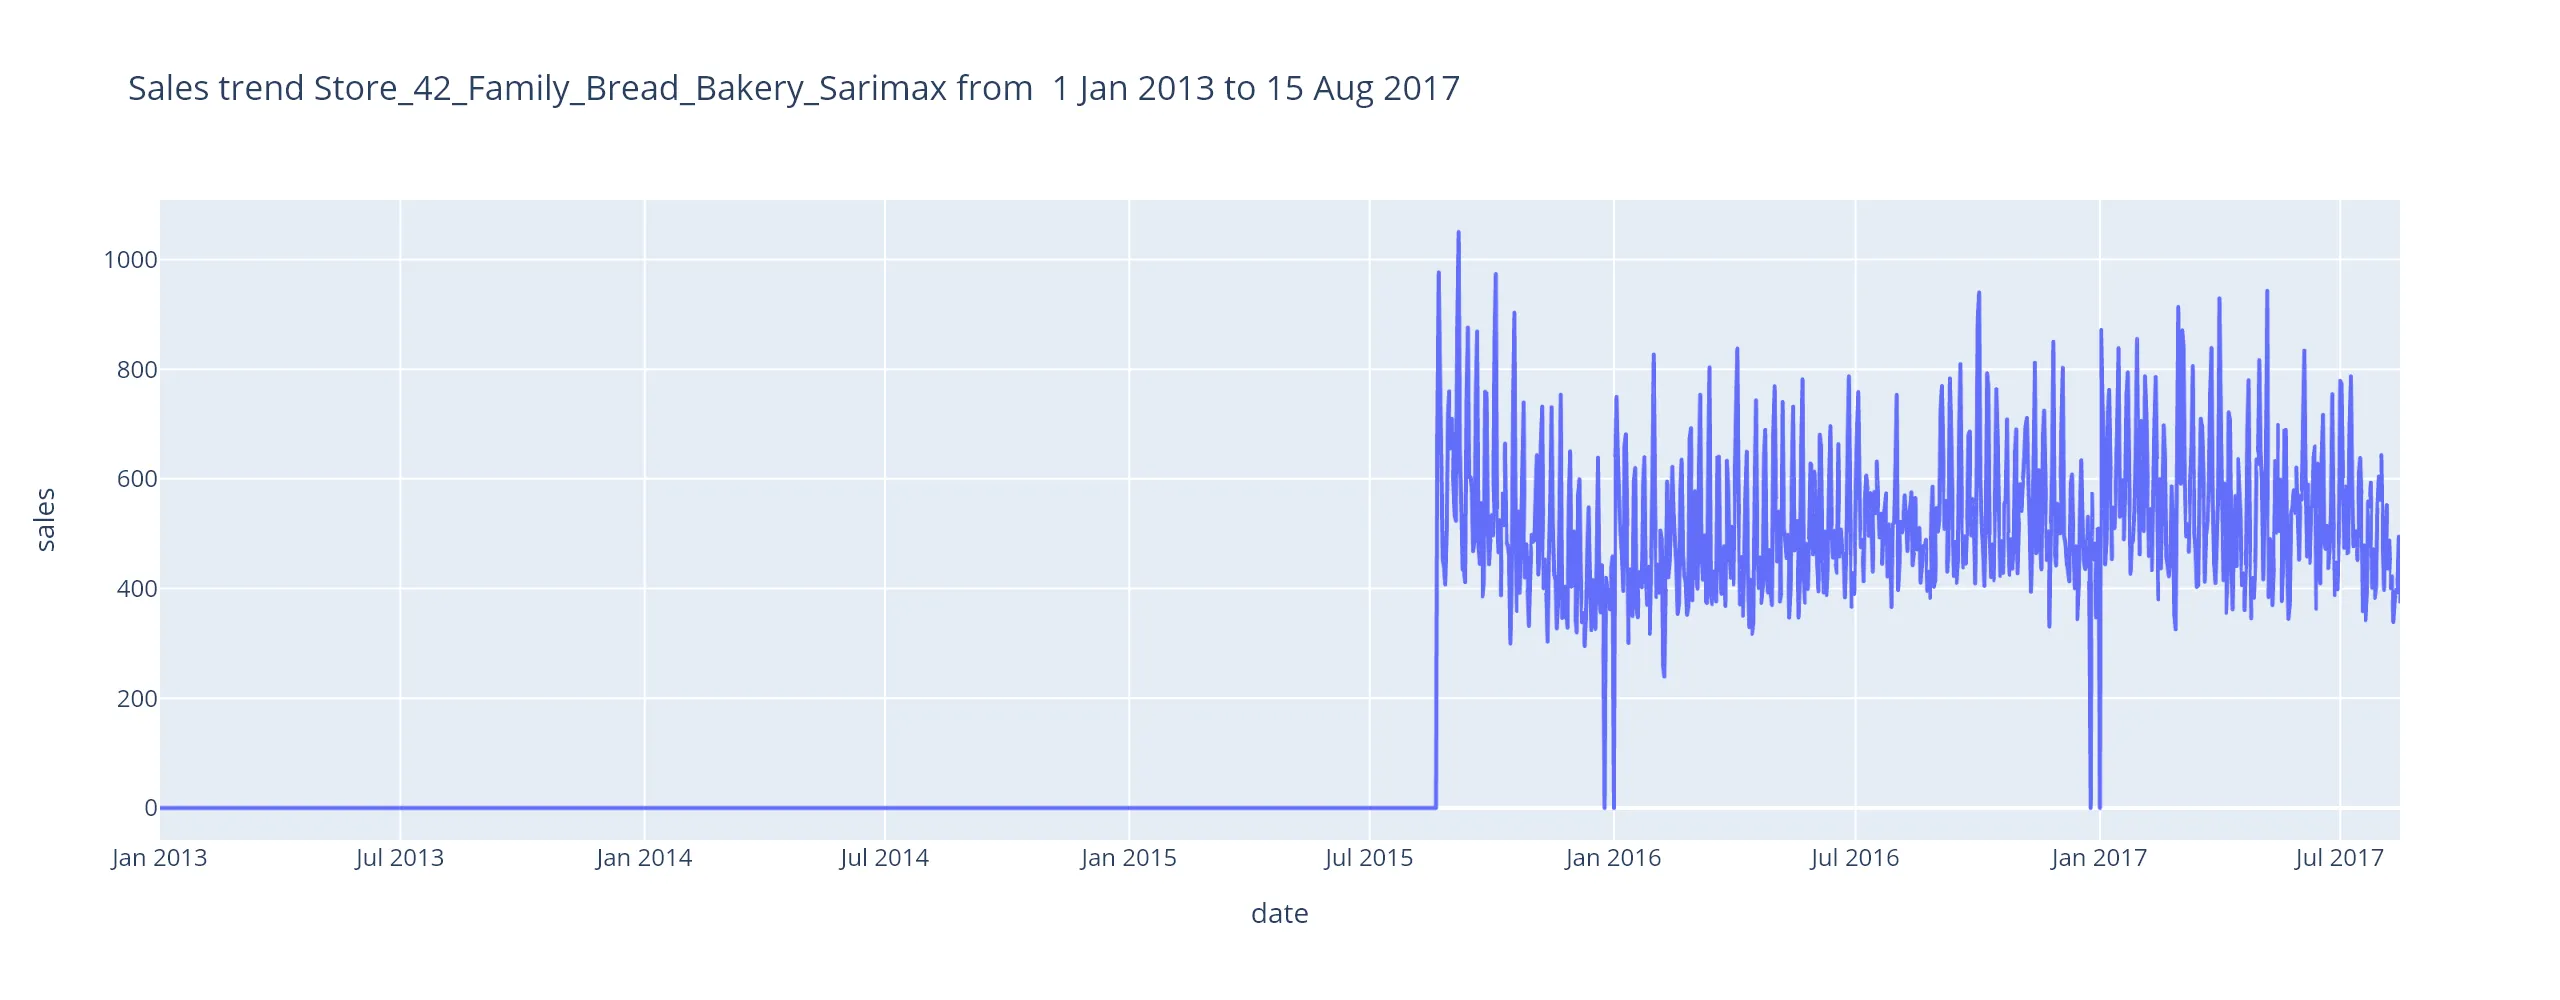 Sales trend Store_42_Family_Bread_Bakery_Sarimax from  1 Jan 2013 to 15 Aug 2017
1000
800
600
400
200
0
sales
Jan 2013
Jul 2013
Jan 2014
Jul 2014
Jan 2015
Jul 2015
Jan 2016
Jul 2016
Jan 2017
Jul 2017
date